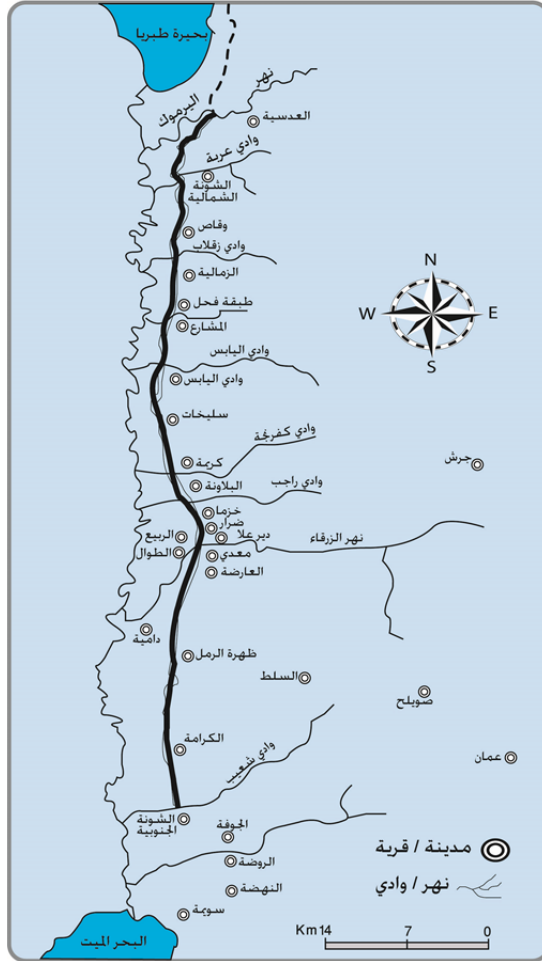 بحيرة طبريا
نهر
اليرموك
العدسية
وادي عربة
الشونة
الشمالية
وقاص
وادي زقلاب
الزمالية
طبقة فحل
المشارع
وادي اليابس
وادي اليابس
سليخات
وادي كفرنجة
كريمة
جرش
وادي راجب
البلاونة
خزما
ضرار
الربيع
دير علا
نهر الزرقاء
الطوال
معدي
العارضة
دامية
ظهرة الرمل
السلط
صويلح
الكرامة
وادي شعيب
عمان
الشونة
الجنوبية
الجوفة
الروضة
النهضة
سويمة
البحر الميت
N
W
E
S
مدينة / قرية
نهر / وادي
Km 14 7 0